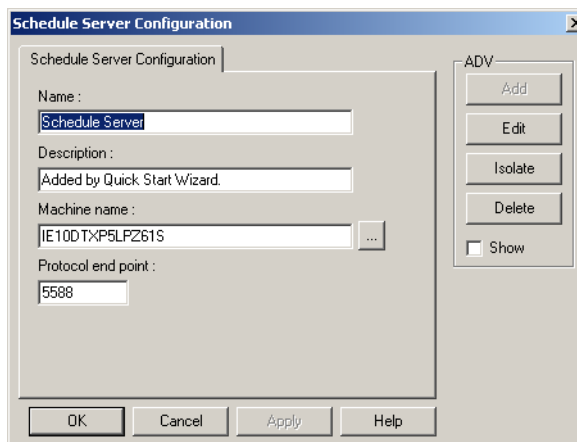 Schedule Server Configuration
Schedule Server Configuration
Name :
Schedule Server
Description :
Added by Quick Start Wizard.
Machine name :
IE10DTXP5LPZ61S
...
Protocol end point :
5588
ADV
Add
Edit
Isolate
Delete
Show
OK
Cancel
Apply
Help